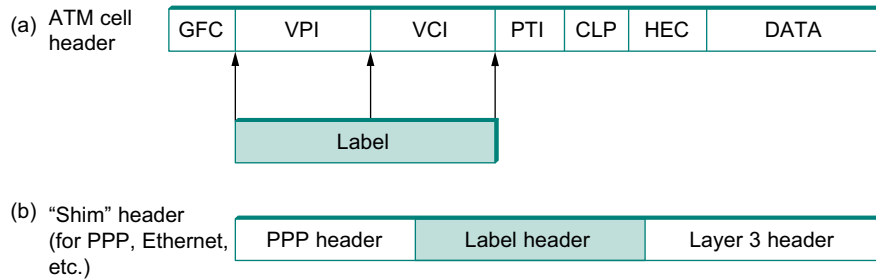 (a) ATM cell
header
GFC VPI VCI PTI CLP HEC DATA
Label
(b) “Shim” header
(for PPP, Ethernet,
etc.)
PPP header Label header Layer 3 header